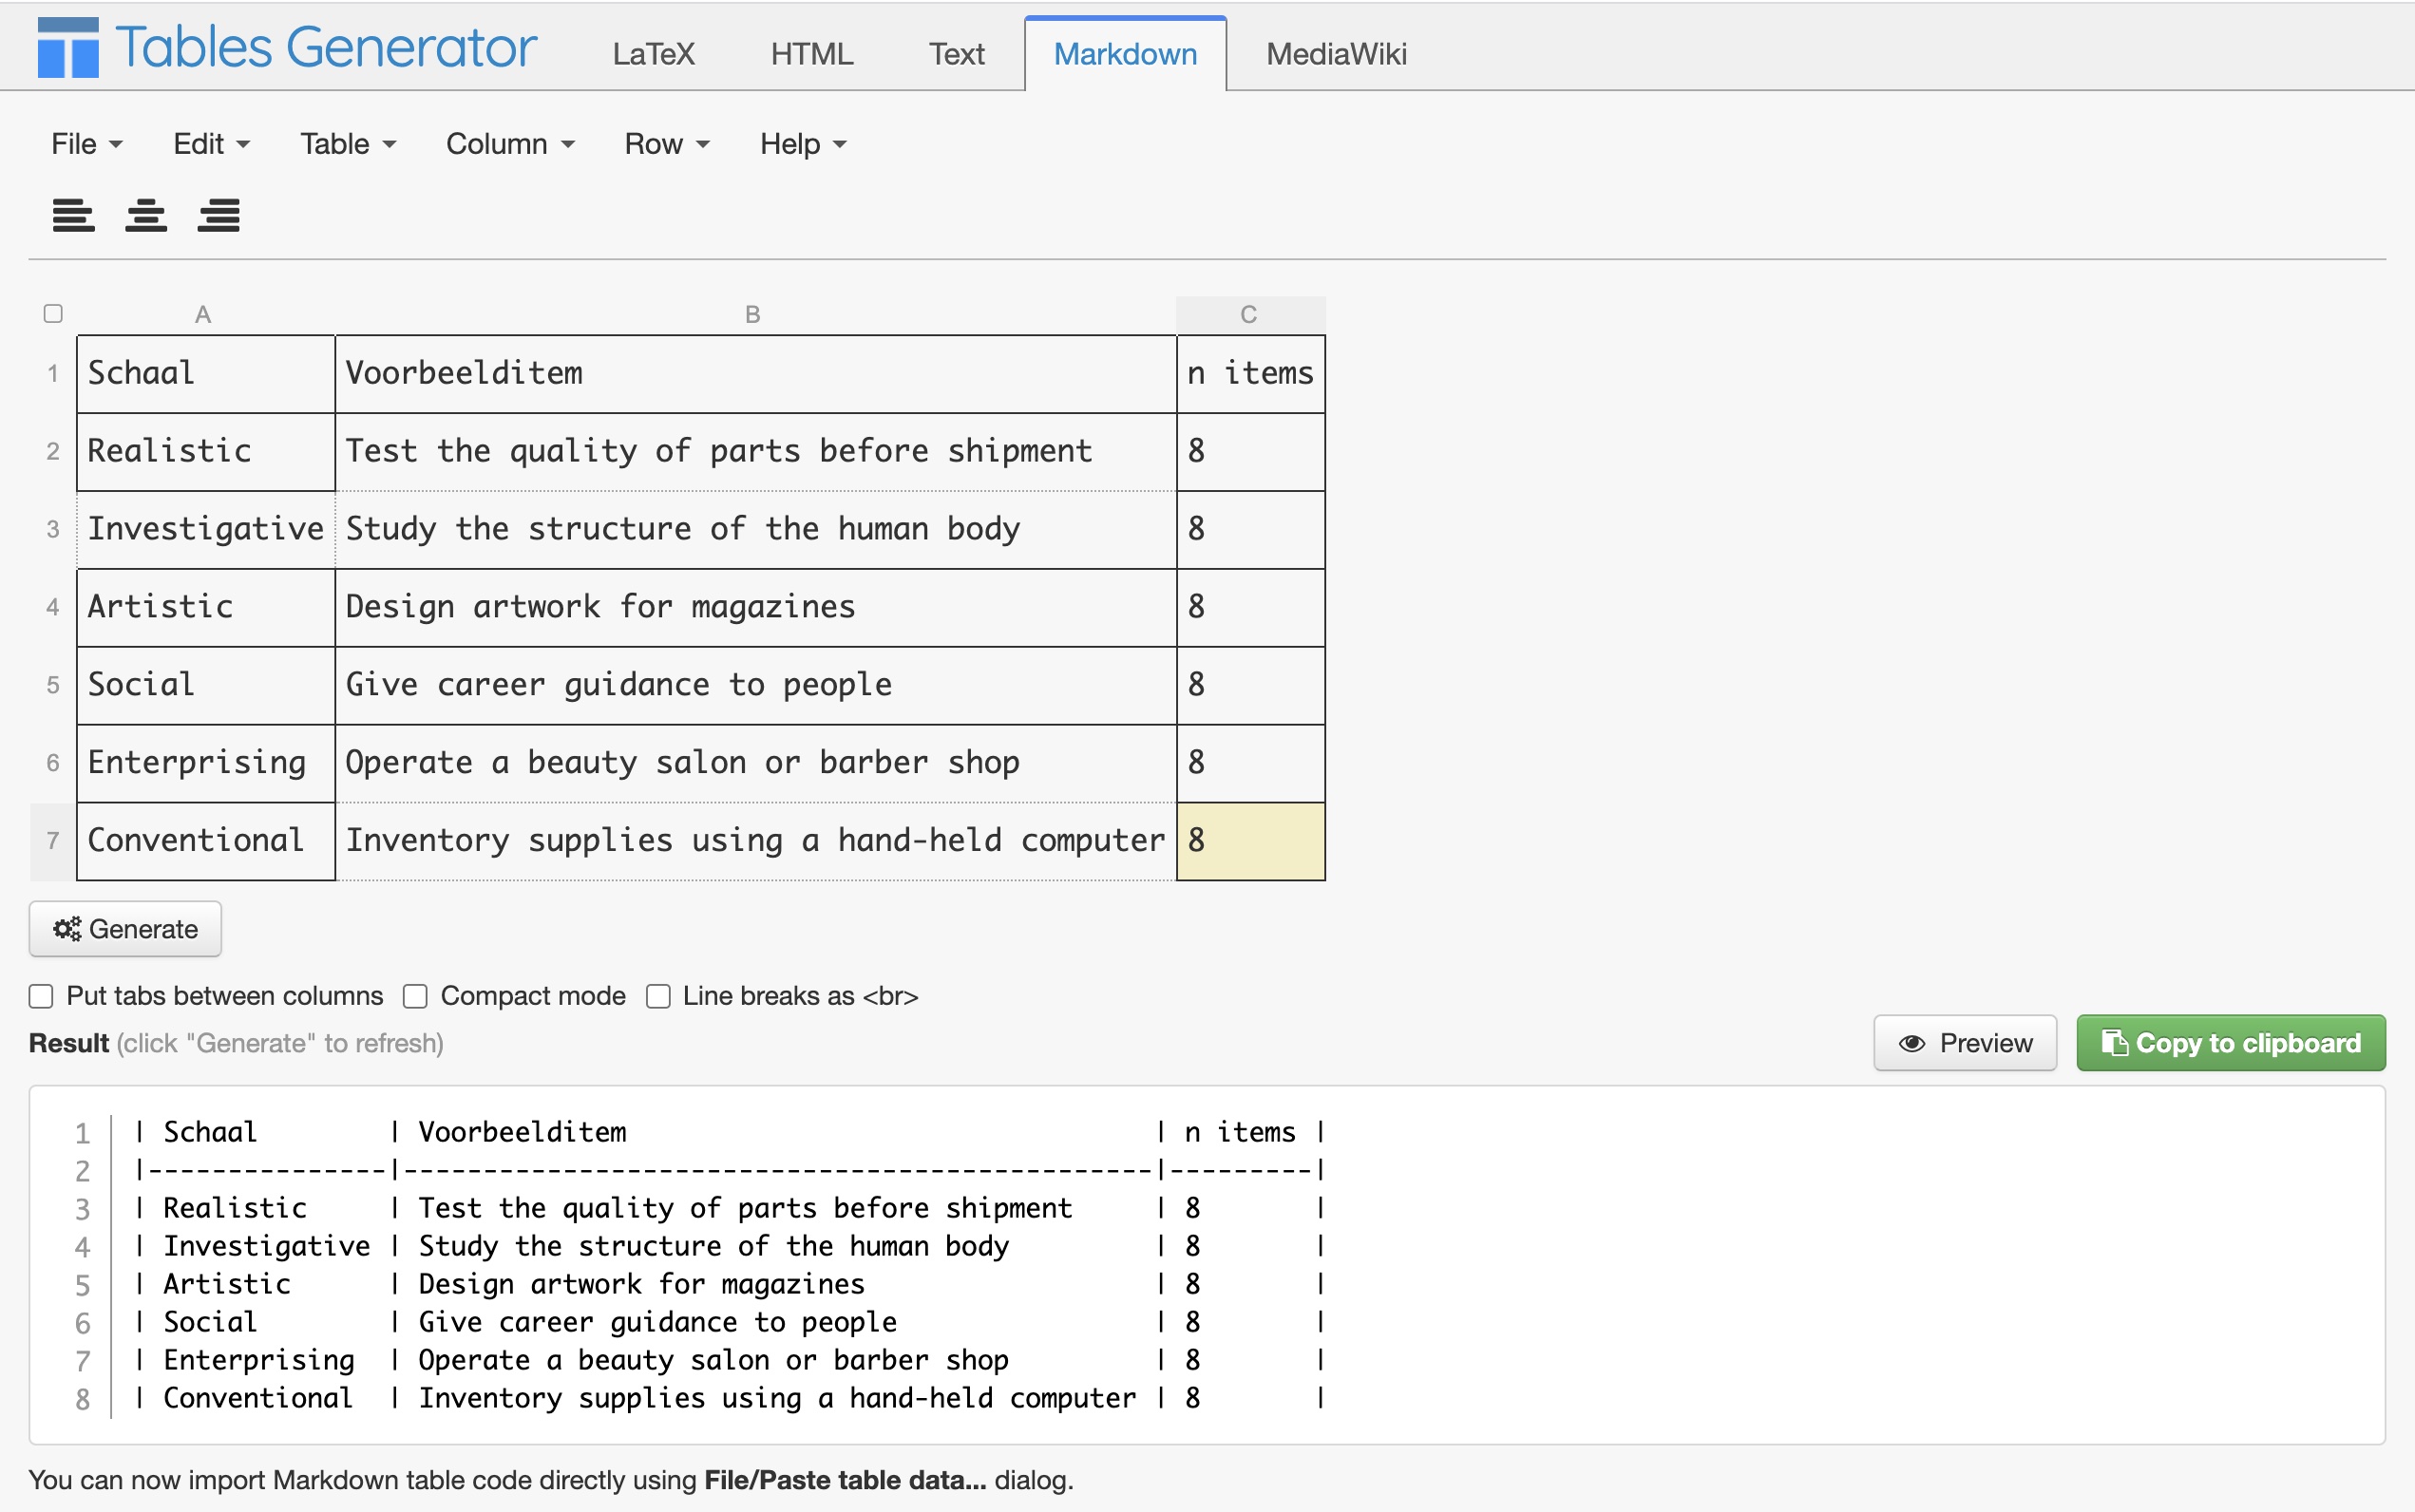 Tables Generator LaTeX HTML Text Markdown MediaWiki
File Edit Table Column Row Help
A B C
1 Schaal Voorbeelditem n items
2 Realistic Test the quality of parts before shipment 8
3 Investigative Study the structure of the human body 8
4 Artistic Design artwork for magazines 8
5 Social Give career guidance to people 8
6 Enterprising Operate a beauty salon or barber shop 8
7 Conventional Inventory supplies using a hand-held computer 8
Generate
Put tabs between columns Compact mode Line breaks as <br>
Result (click "Generate" to refresh) Preview Copy to clipboard
1 | Schaal        | Voorbeelditem                                 | n items |
2 |---------------|-----------------------------------------------|---------|
3 | Realistic     | Test the quality of parts before shipment     | 8       |
4 | Investigative | Study the structure of the human body         | 8       |
5 | Artistic      | Design artwork for magazines                  | 8       |
6 | Social        | Give career guidance to people                | 8       |
7 | Enterprising  | Operate a beauty salon or barber shop         | 8       |
8 | Conventional  | Inventory supplies using a hand-held computer | 8       |
You can now import Markdown table code directly using File/Paste table data... dialog.